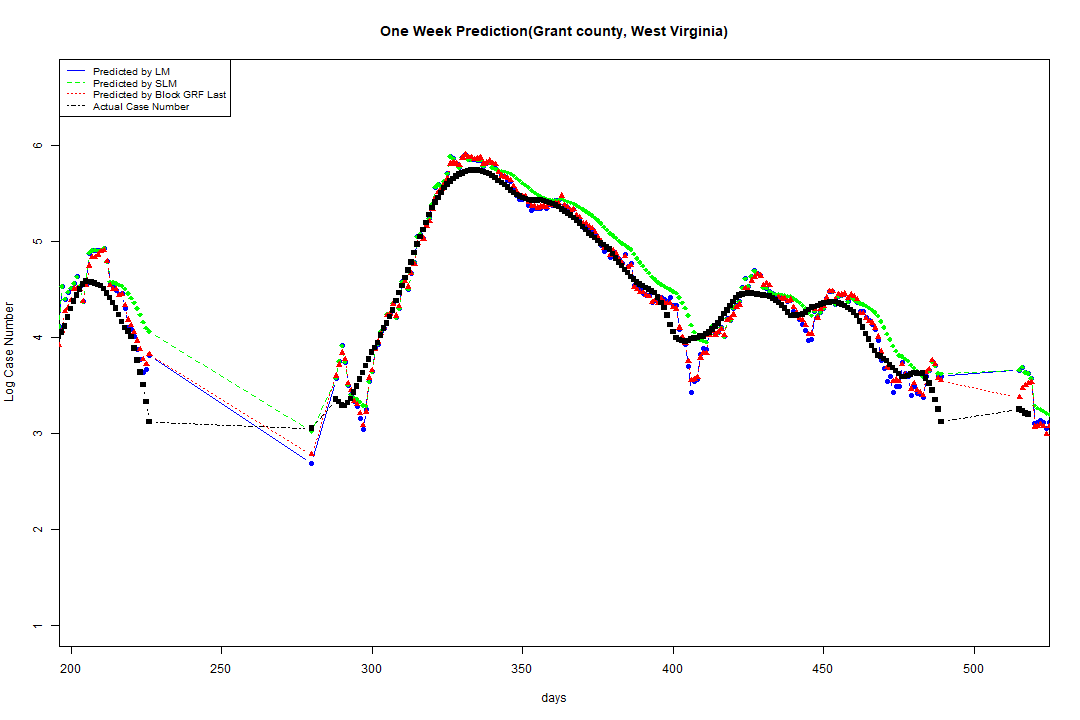 One Week Prediction(Grant county, West Virginia)
Predicted by LM
Predicted by SLM
Predicted by Block GRF Last
Actual Case Number
6
5
4
3
2
1
Log Case Number
200 250 300 350 400 450 500
days